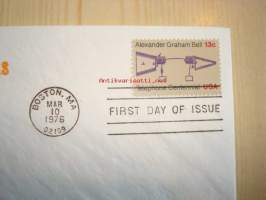 S
Alexander Graham Bell 13c
Telephone Centennial USA
BOSTON, MA
MAR
10
1976
02109
FIRST DAY OF ISSUE
Antikvariaatti.net